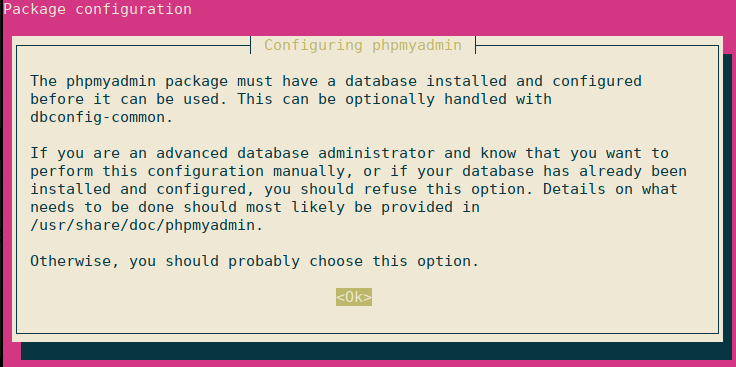 Package configuration
Configuring phpmyadmin
The phpmyadmin package must have a database installed and configured
before it can be used. This can be optionally handled with
dbconfig-common.
If you are an advanced database administrator and know that you want to
perform this configuration manually, or if your database has already been
installed and configured, you should refuse this option. Details on what
needs to be done should most likely be provided in
/usr/share/doc/phpmyadmin.
Otherwise, you should probably choose this option.
<Ok>